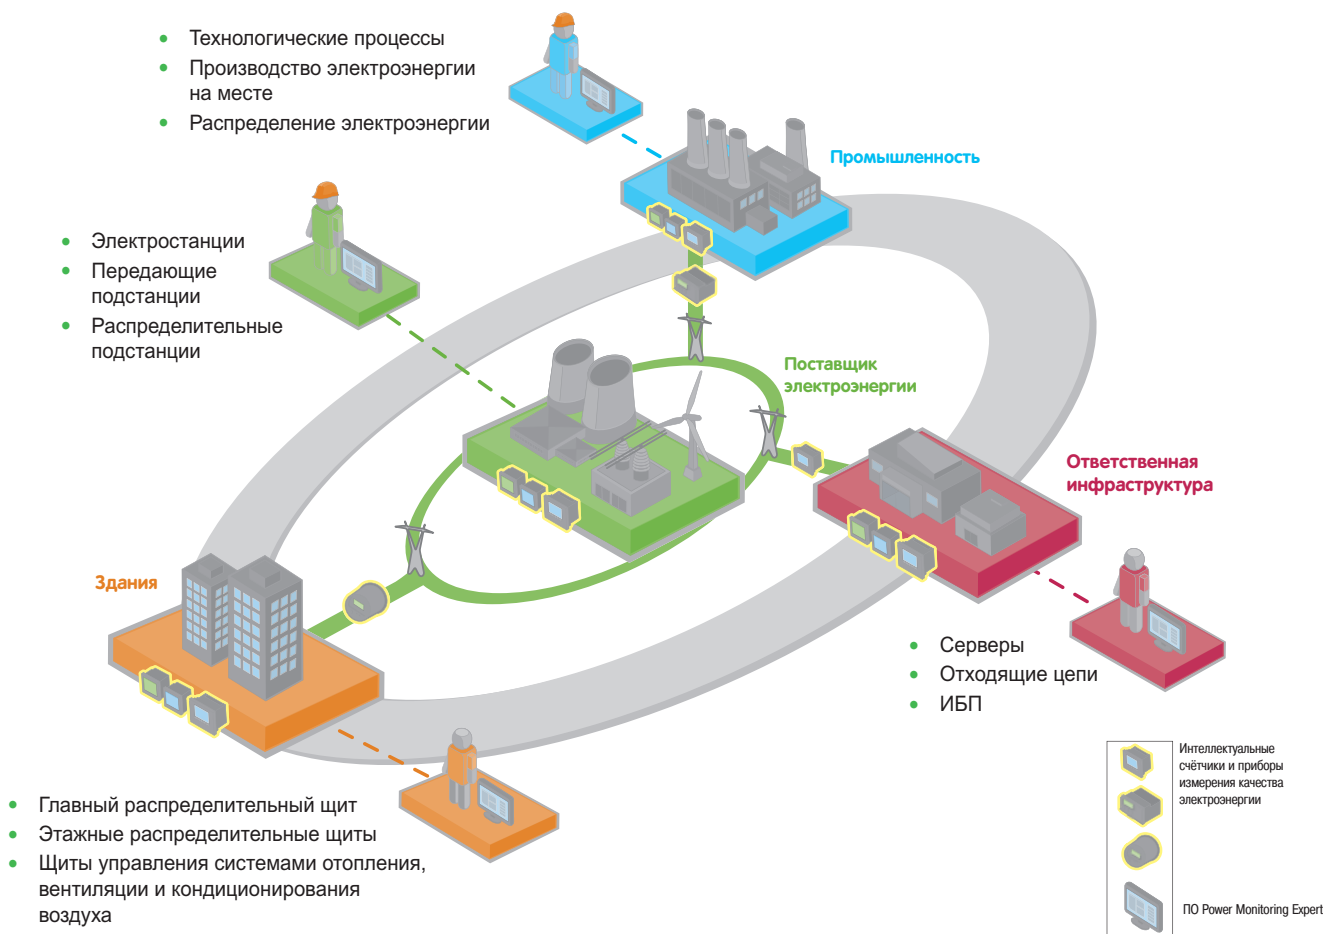 • Технологические процессы
• Производство электроэнергии
на месте
• Распределение электроэнергии
Промышленность
• Электростанции
• Передающие
подстанции
• Распределительные
подстанции
Поставщик
электроэнергии
Ответственная
инфраструктура
Здания
• Серверы
• Отходящие цепи
• ИБП
• Главный распределительный щит
• Этажные распределительные щиты
• Щиты управления системами отопления,
вентиляции и кондиционирования
воздуха
Интеллектуальные
счётчики и приборы
измерения качества
электроэнергии
ПО Power Monitoring Expert